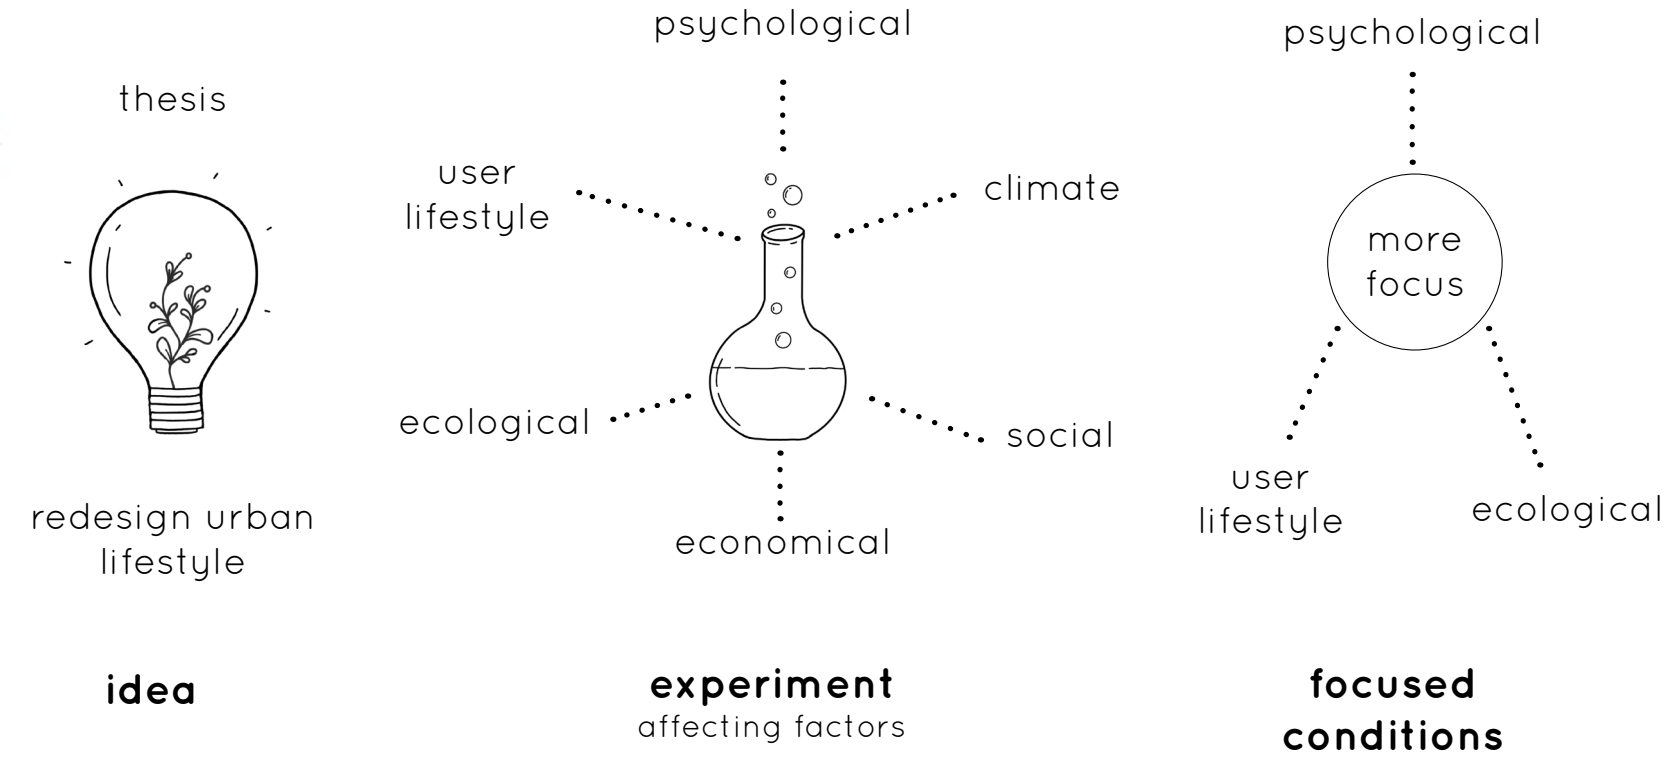 thesis
redesign urban
lifestyle
idea
psychological
user
lifestyle
climate
ecological
social
economical
experiment
affecting factors
psychological
more
focus
user
lifestyle
ecological
focused
conditions